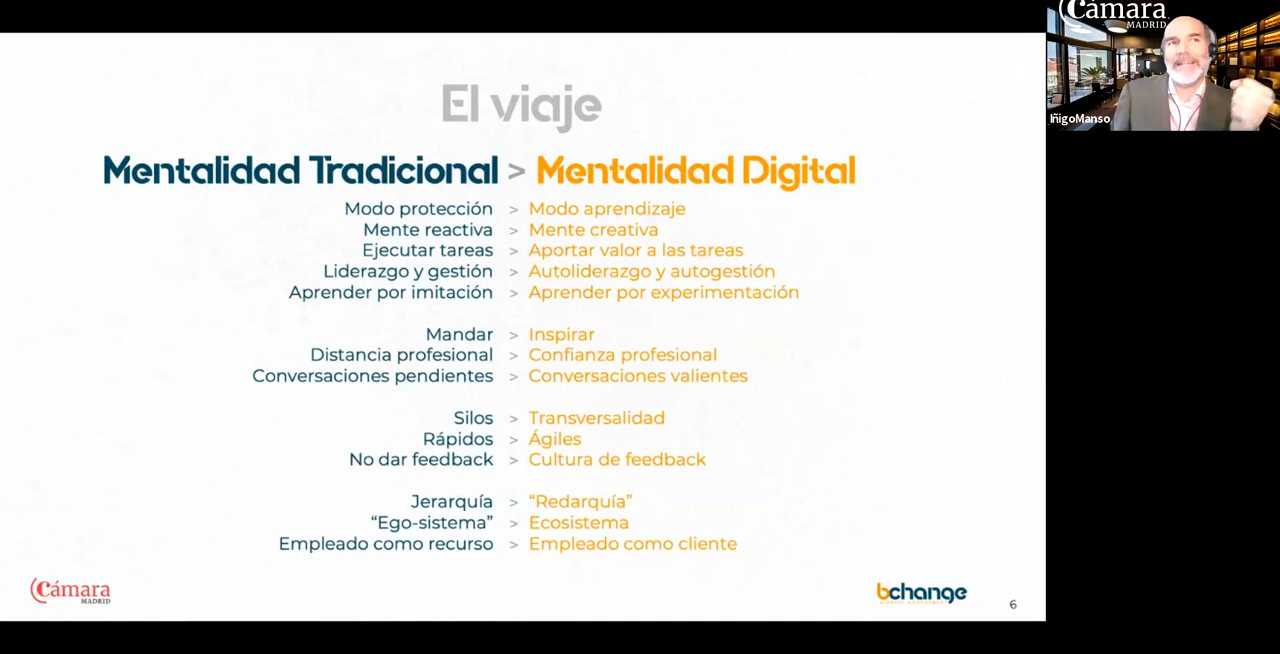 Cámara
MADRID
IñigoManso
El viaje
Mentalidad Tradicional > Mentalidad Digital
Modo protección > Modo aprendizaje
Mente reactiva > Mente creativa
Ejecutar tareas > Aportar valor a las tareas
Liderazgo y gestión > Autoliderazgo y autogestión
Aprender por imitación > Aprender por experimentación
Mandar > Inspirar
Distancia profesional > Confianza profesional
Conversaciones pendientes > Conversaciones valientes
Silos > Transversalidad
Rápidos > Ágiles
No dar feedback > Cultura de feedback
Jerarquía > “Redarquía”
“Ego-sistema” > Ecosistema
Empleado como recurso > Empleado como cliente
Cámara
MADRID
bchange
6